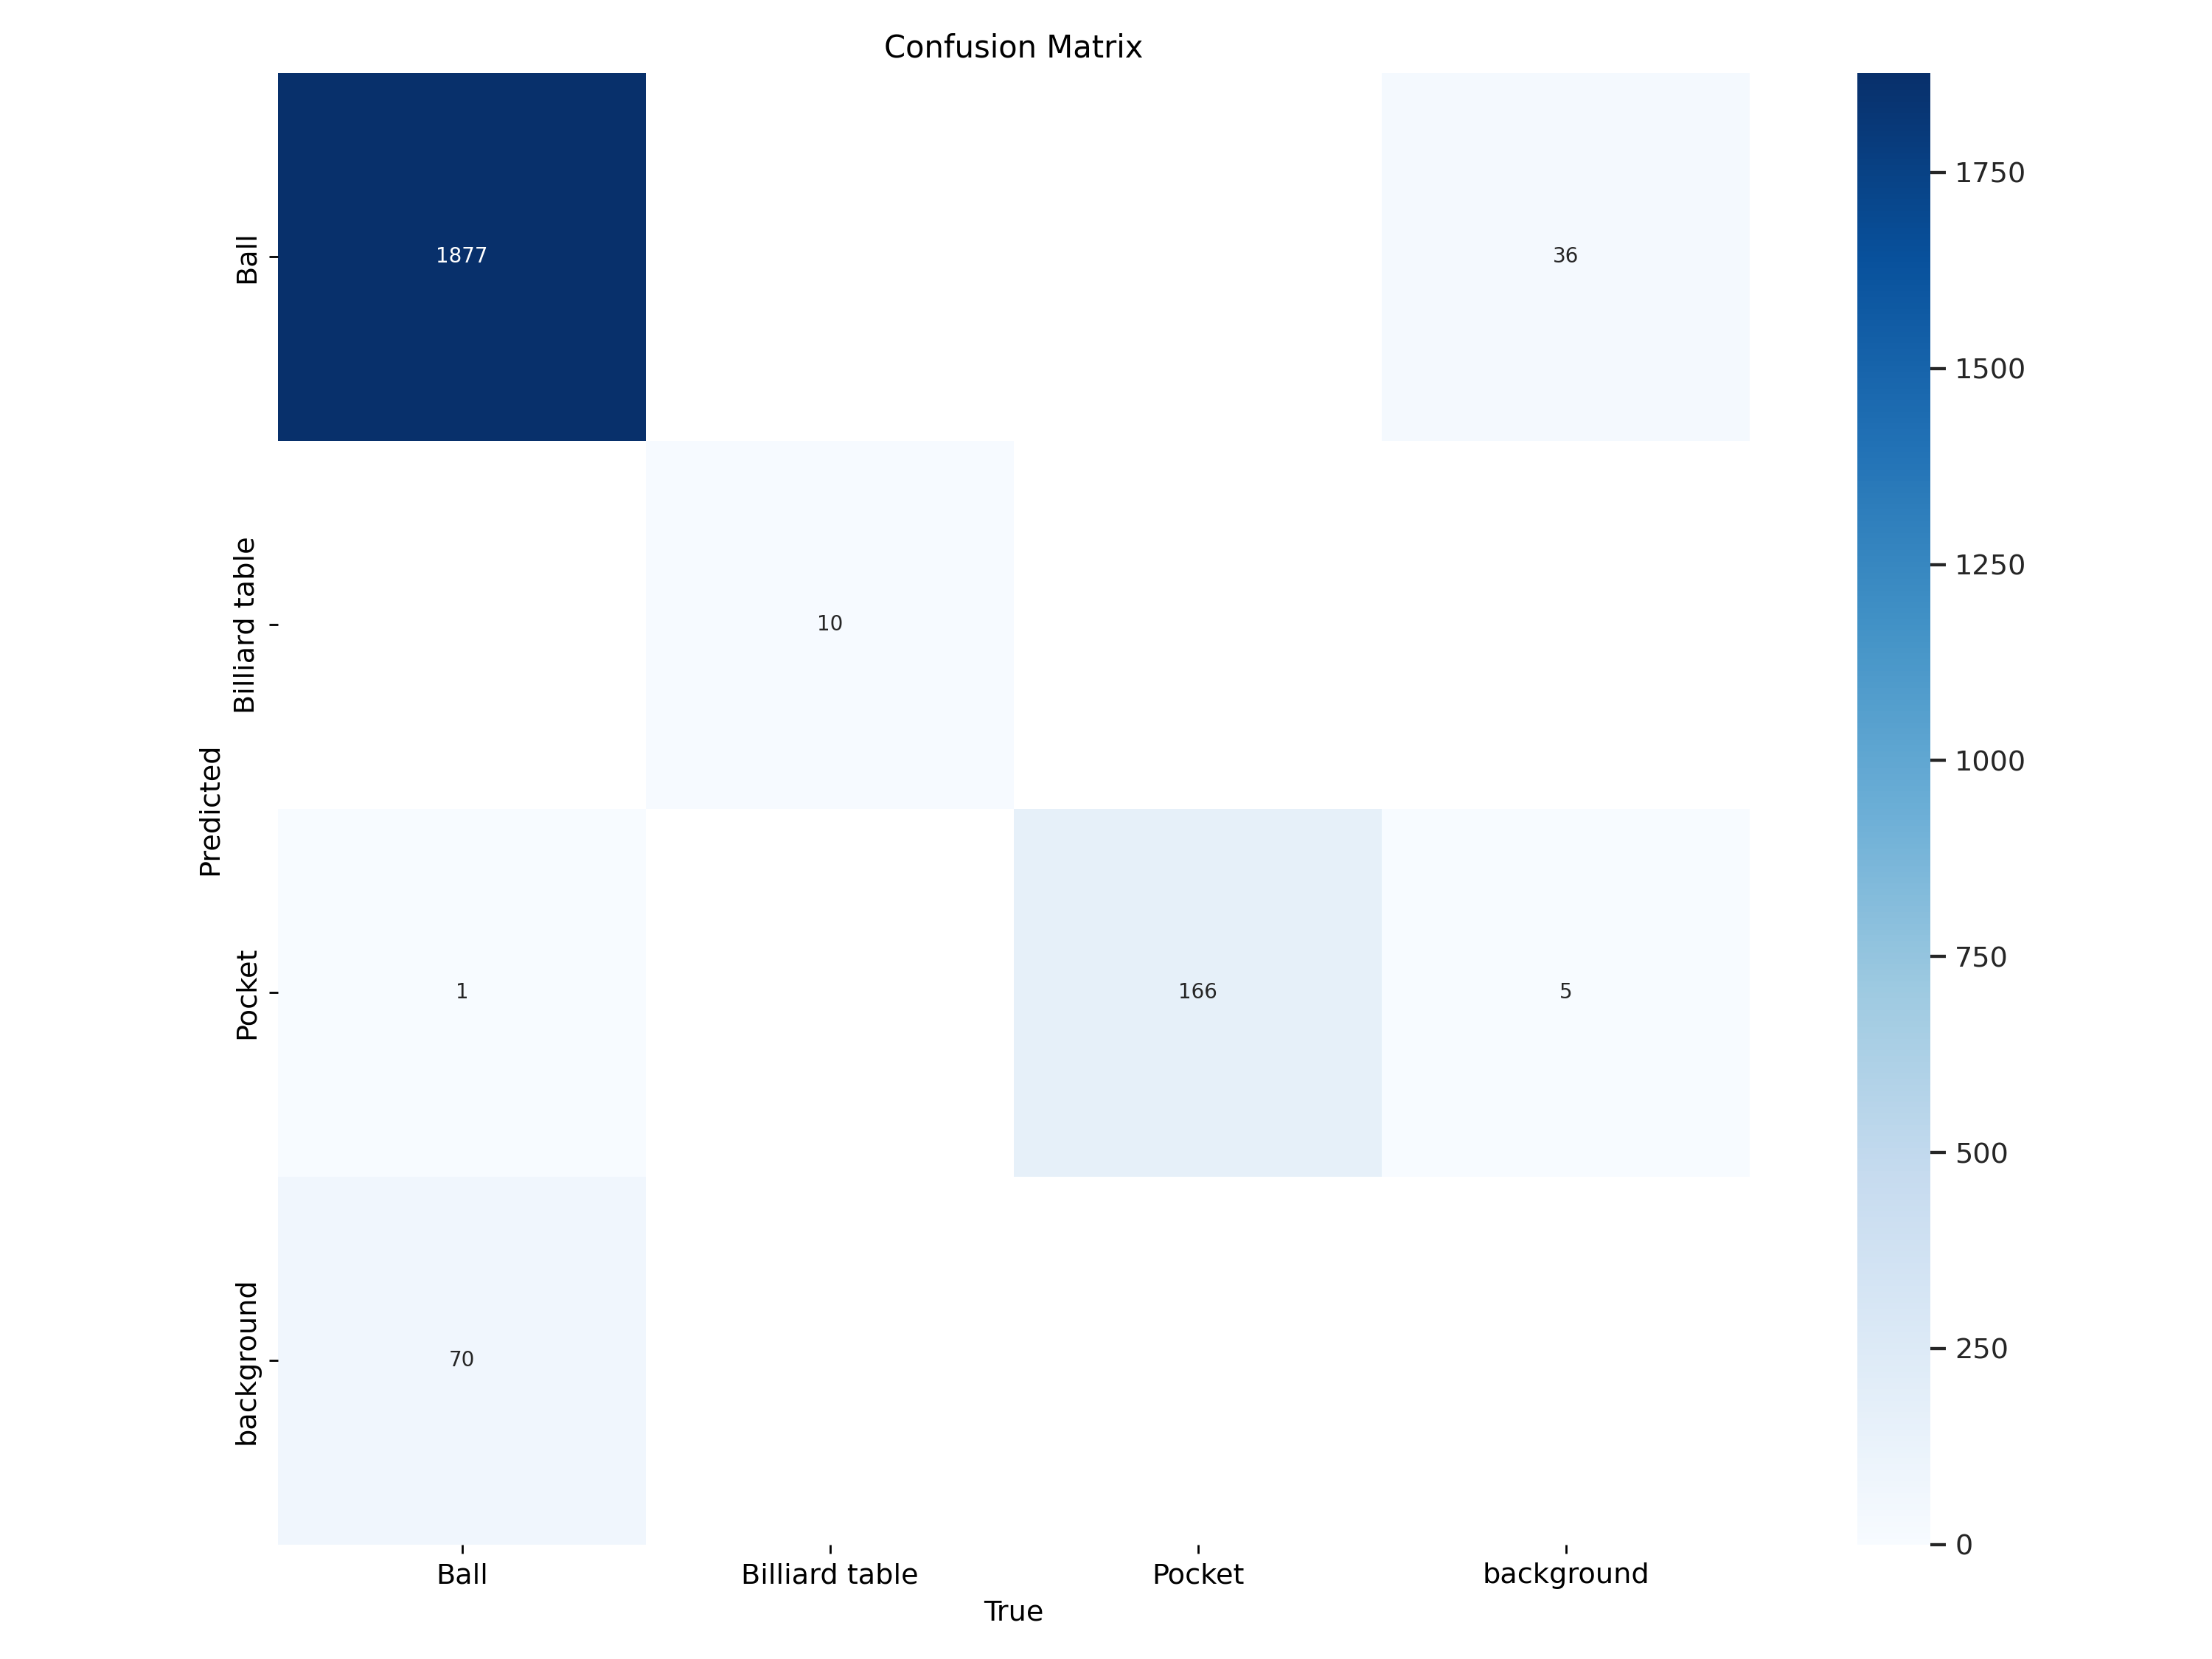 Confusion Matrix
Ball
1877
36
Billiard table
10
Pocket
1
166
5
background
70
Predicted
Ball
Billiard table
Pocket
background
True
1750
1500
1250
1000
750
500
250
0